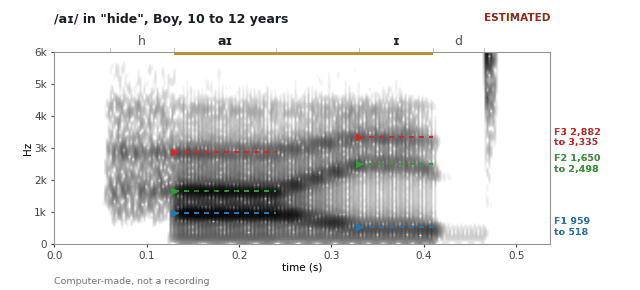 /aɪ/ in "hide", Boy, 10 to 12 years
ESTIMATED
h aɪ ɪ d
6k
5k
4k
3k
2k
1k
0
Hz
F3 2,882
to 3,335
F2 1,650
to 2,498
F1 959
to 518
0.0 0.1 0.2 0.3 0.4 0.5
time (s)
Computer-made, not a recording